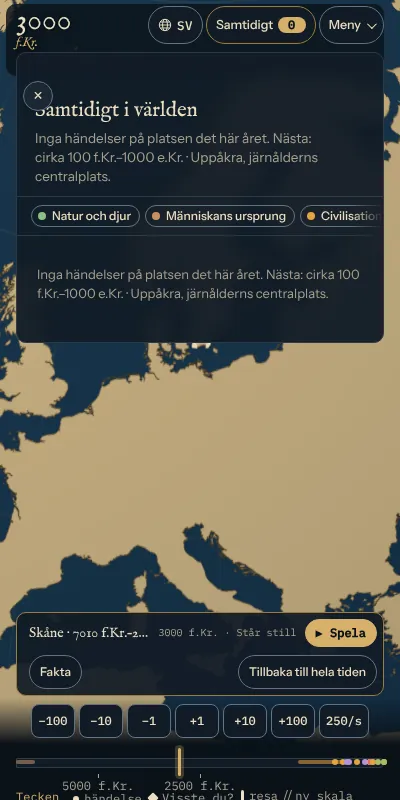 3000
f.Kr.
SV
Samtidigt 0
Meny
×
Samtidigt i världen
Inga händelser på platsen det här året. Nästa:
cirka 100 f.Kr.–1000 e.Kr. · Uppåkra, järnålderns
centralplats.
Natur och djur
Människans ursprung
Civilisation
Inga händelser på platsen det här året. Nästa: cirka 100
f.Kr.–1000 e.Kr. · Uppåkra, järnålderns centralplats.
Skåne · 7010 f.Kr.–2…
3000 f.Kr. · Står still
▶ Spela
Fakta
Tillbaka till hela tiden
−100
−10
−1
+1
+10
+100
250/s
5000 f.Kr.
2500 f.Kr.
Tecken
händelse
Visste du?
resa // ny skala